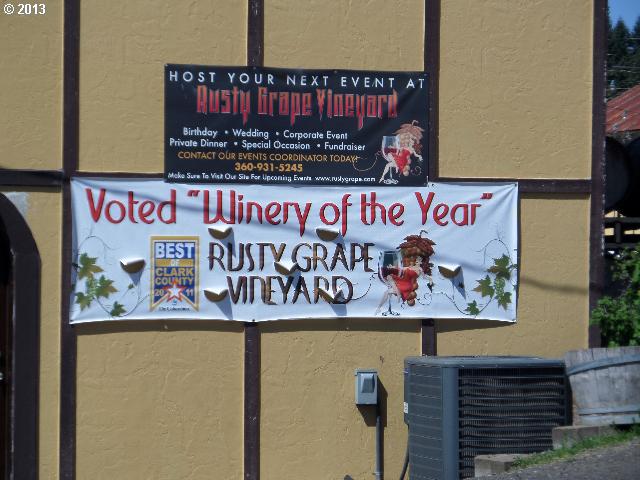 © 2013
HOST YOUR NEXT EVENT AT
Rusty Grape Vineyard
Birthday • Wedding • Corporate Event
Private Dinner • Special Occasion • Fundraiser
CONTACT OUR EVENTS COORDINATOR TODAY!
360-931-5245
Make Sure To Visit Our Site For Upcoming Events www.rustygrape.com
Voted "Winery of the Year"
BEST
OF
CLARK
COUNTY
2011
RUSTY GRAPE
VINEYARD